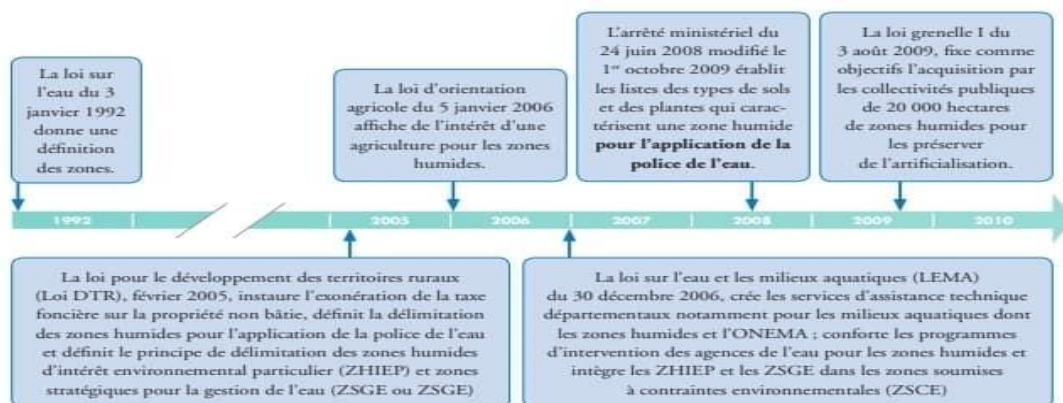 La loi sur
l'eau du 3
janvier 1992
donne une
définition
des zones.
La loi d'orientation
agricole du 5 janvier 2006
affiche de l'intérêt d'une
agriculture pour les zones
humides.
L'arrêté ministériel du
24 juin 2008 modifié le
1er octobre 2009 établit
les listes des types de sols
et des plantes qui carac-
térisent une zone humide
pour l'application de la
police de l'eau.
La loi grenelle I du
3 août 2009, fixe comme
objectifs l'acquisition par
les collectivités publiques
de 20 000 hectares
de zones humides pour
les préserver
de l'artificialisation.
1992 2005 2006 2007 2008 2009 2010
La loi pour le développement des territoires ruraux
(Loi DTR), février 2005, instaure l'exonération de la taxe
foncière sur la propriété non bâtie, définit la délimitation
des zones humides pour l'application de la police de l'eau
et définit le principe de délimitation des zones humides
d'intérêt environnemental particulier (ZHIEP) et zones
stratégiques pour la gestion de l'eau (ZSGE ou ZSGE)
La loi sur l'eau et les milieux aquatiques (LEMA)
du 30 décembre 2006, crée les services d'assistance technique
départementaux notamment pour les milieux aquatiques dont
les zones humides et l'ONEMA ; conforte les programmes
d'intervention des agences de l'eau pour les zones humides et
intègre les ZHIEP et les ZSGE dans les zones soumises
à contraintes environnementales (ZSCE)